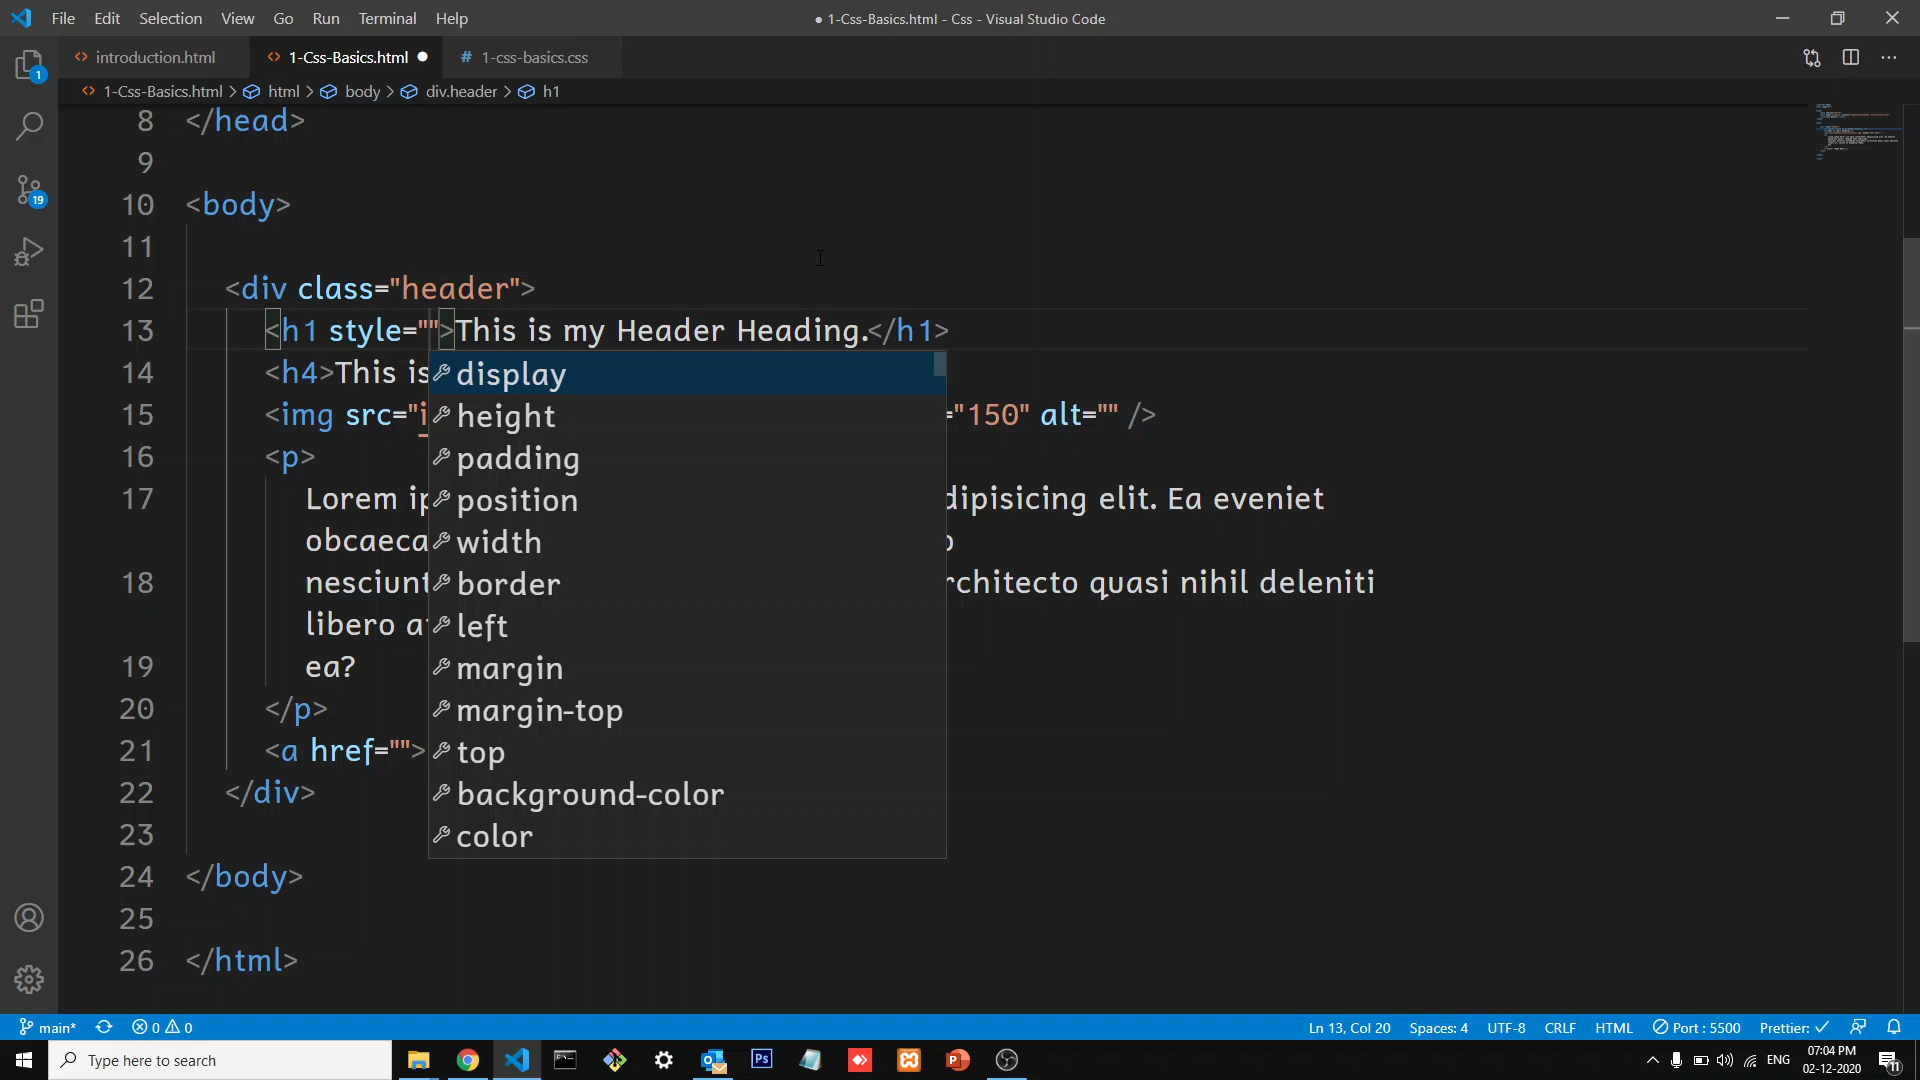 File Edit Selection View Go Run Terminal Help
● 1-Css-Basics.html - Css - Visual Studio Code
introduction.html
1-Css-Basics.html ●
# 1-css-basics.css
1-Css-Basics.html > html > body > div.header > h1
1
19
8 </head>
9
10 <body>
11
12 <div class="header">
13 <h1 style="">This is my Header Heading.</h1>
14 <h4>This is
15 <img src="i ="150" alt="" />
16 <p>
17 Lorem ip dipisicing elit. Ea eveniet
obcaeca
18 nesciunt rchitecto quasi nihil deleniti
libero a
19 ea?
20 </p>
21 <a href="">
22 </div>
23
24 </body>
25
26 </html>
display
height
padding
position
width
border
left
margin
margin-top
top
background-color
color
main* 0 0
Ln 13, Col 20 Spaces: 4 UTF-8 CRLF HTML Port : 5500 Prettier: ✓
Type here to search
Ps
ENG
07:04 PM
02-12-2020
11